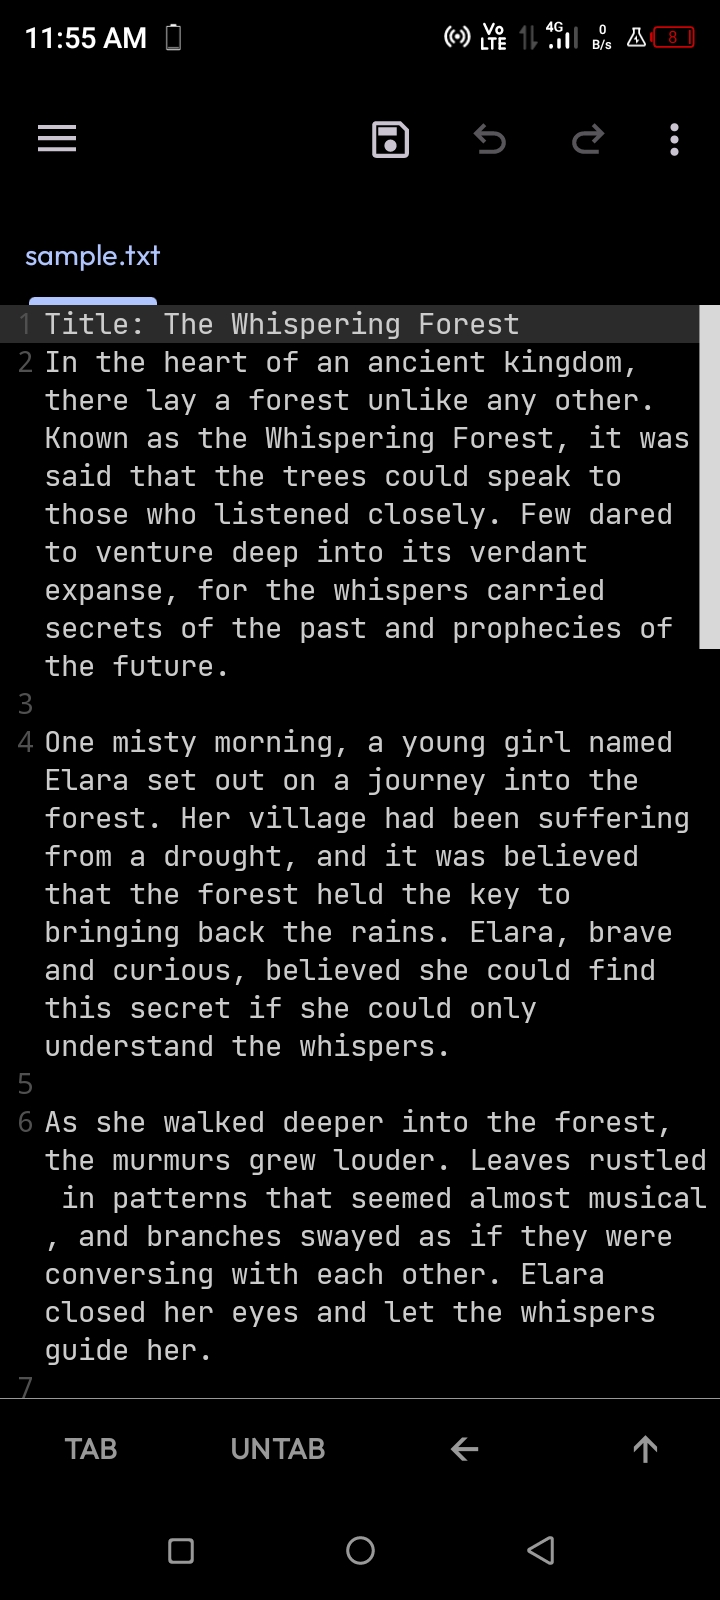 11:55 AM
Vo
LTE
4G
0
B/s
8
sample.txt
1 Title: The Whispering Forest
2 In the heart of an ancient kingdom,
there lay a forest unlike any other.
Known as the Whispering Forest, it was
said that the trees could speak to
those who listened closely. Few dared
to venture deep into its verdant
expanse, for the whispers carried
secrets of the past and prophecies of
the future.
3
4 One misty morning, a young girl named
Elara set out on a journey into the
forest. Her village had been suffering
from a drought, and it was believed
that the forest held the key to
bringing back the rains. Elara, brave
and curious, believed she could find
this secret if she could only
understand the whispers.
5
6 As she walked deeper into the forest,
the murmurs grew louder. Leaves rustled
in patterns that seemed almost musical
, and branches swayed as if they were
conversing with each other. Elara
closed her eyes and let the whispers
guide her.
7
TAB
UNTAB